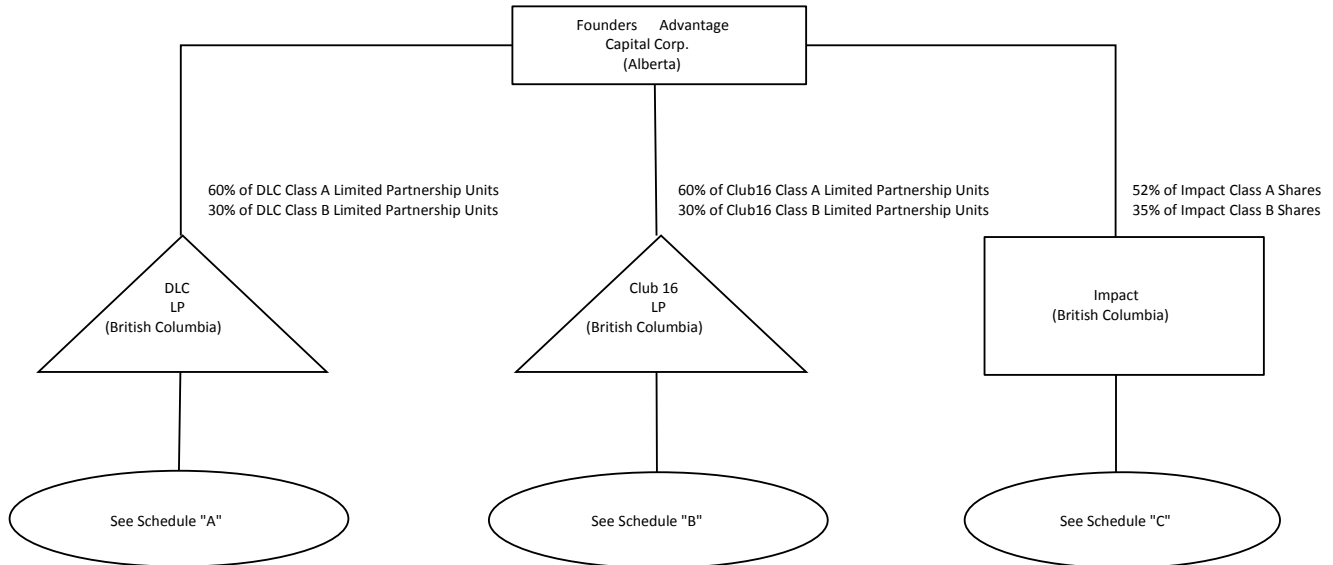 Founders Advantage
Capital Corp.
(Alberta)
60% of DLC Class A Limited Partnership Units
30% of DLC Class B Limited Partnership Units
60% of Club16 Class A Limited Partnership Units
30% of Club16 Class B Limited Partnership Units
52% of Impact Class A Shares
35% of Impact Class B Shares
DLC
LP
(British Columbia)
Club 16
LP
(British Columbia)
Impact
(British Columbia)
See Schedule "A"
See Schedule "B"
See Schedule "C"